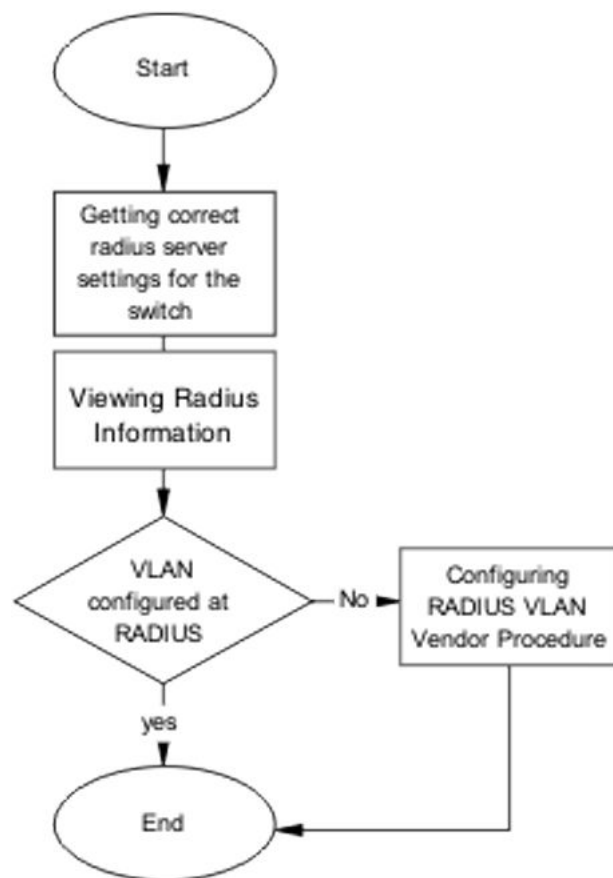 Start
Getting correct
radius server
settings for the
switch
Viewing Radius
Information
VLAN
configured at
RADIUS
No
Configuring
RADIUS VLAN
Vendor Procedure
yes
End